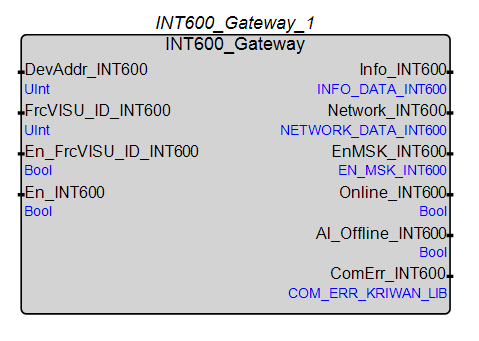 INT600_Gateway_1
INT600_Gateway
DevAddr_INT600
UInt
FrcVISU_ID_INT600
UInt
En_FrcVISU_ID_INT600
Bool
En_INT600
Bool
Info_INT600
INFO_DATA_INT600
Network_INT600
NETWORK_DATA_INT600
EnMSK_INT600
EN_MSK_INT600
Online_INT600
Bool
Al_Offline_INT600
Bool
ComErr_INT600
COM_ERR_KRIWAN_LIB